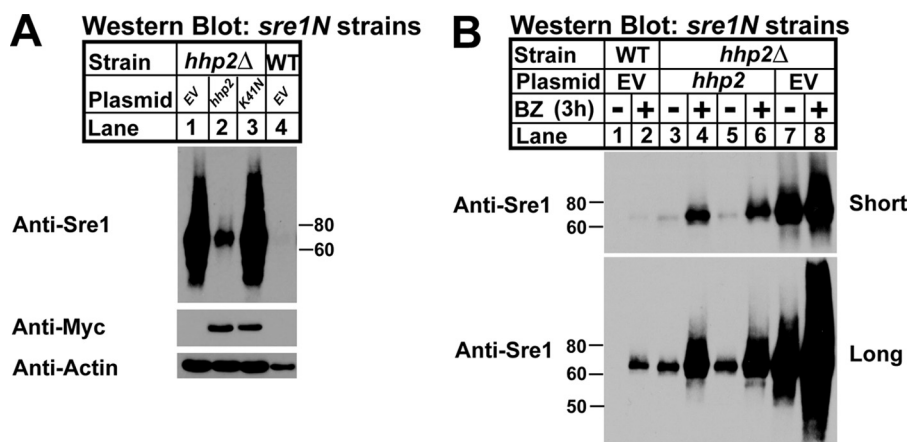 A
Western Blot: sre1N strains
Strain hhp2Δ WT
Plasmid EV hhp2 K41N EV
Lane 1 2 3 4
Anti-Sre1
80
60
Anti-Myc
Anti-Actin
B
Western Blot: sre1N strains
Strain WT hhp2Δ
Plasmid EV hhp2 EV
BZ (3h) - + - + - + - +
Lane 1 2 3 4 5 6 7 8
Anti-Sre1
80
60
Short
Anti-Sre1
80
60
50
Long